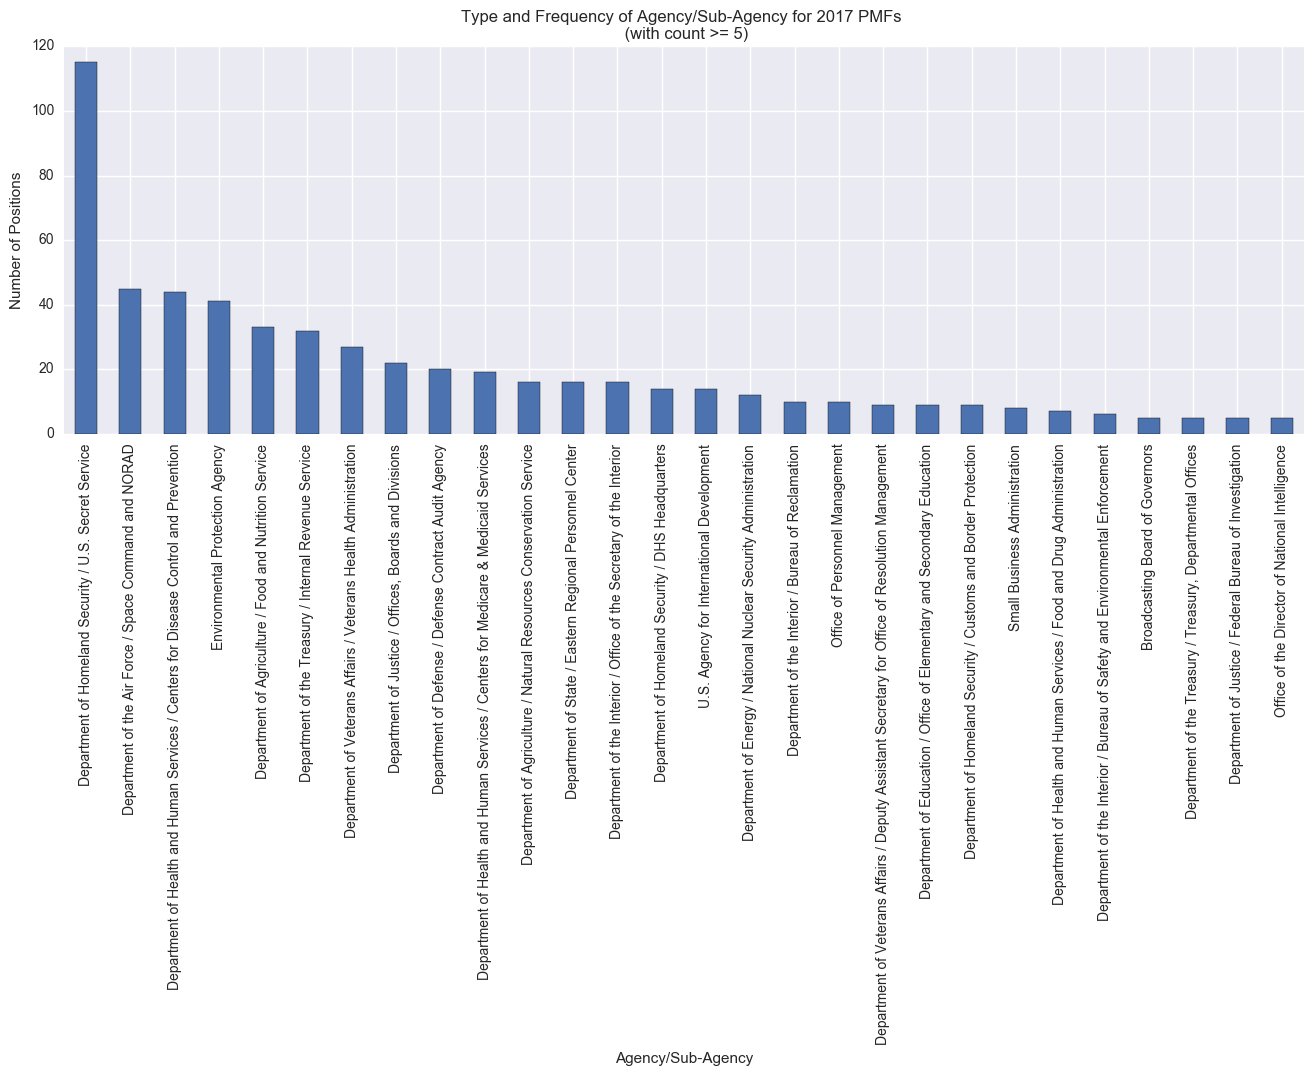 Type and Frequency of Agency/Sub-Agency for 2017 PMFs
(with count >= 5)
120
100
80
60
40
20
0
Number of Positions
Department of Homeland Security / U.S. Secret Service
Department of the Air Force / Space Command and NORAD
Department of Health and Human Services / Centers for Disease Control and Prevention
Environmental Protection Agency
Department of Agriculture / Food and Nutrition Service
Department of the Treasury / Internal Revenue Service
Department of Veterans Affairs / Veterans Health Administration
Department of Justice / Offices, Boards and Divisions
Department of Defense / Defense Contract Audit Agency
Department of Health and Human Services / Centers for Medicare & Medicaid Services
Department of Agriculture / Natural Resources Conservation Service
Department of State / Eastern Regional Personnel Center
Department of the Interior / Office of the Secretary of the Interior
Department of Homeland Security / DHS Headquarters
U.S. Agency for International Development
Department of Energy / National Nuclear Security Administration
Department of the Interior / Bureau of Reclamation
Office of Personnel Management
Department of Veterans Affairs / Deputy Assistant Secretary for Office of Resolution Management
Department of Education / Office of Elementary and Secondary Education
Department of Homeland Security / Customs and Border Protection
Small Business Administration
Department of Health and Human Services / Food and Drug Administration
Department of the Interior / Bureau of Safety and Environmental Enforcement
Broadcasting Board of Governors
Department of the Treasury / Treasury, Departmental Offices
Department of Justice / Federal Bureau of Investigation
Office of the Director of National Intelligence
Agency/Sub-Agency